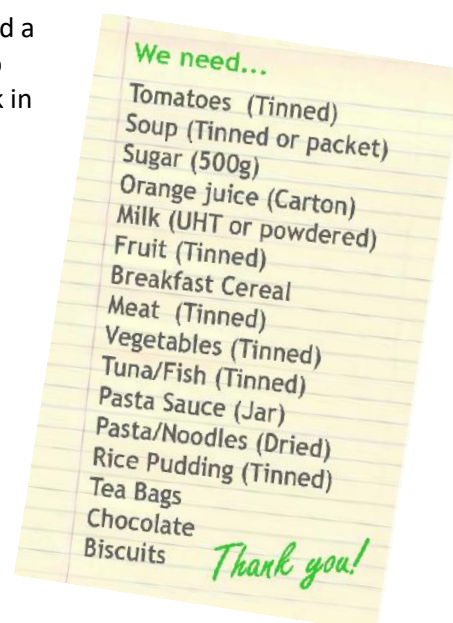 d a
k in
We need...
Tomatoes (Tinned)
Soup (Tinned or packet)
Sugar (500g)
Orange juice (Carton)
Milk (UHT or powdered)
Fruit (Tinned)
Breakfast Cereal
Meat (Tinned)
Vegetables (Tinned)
Tuna/Fish (Tinned)
Pasta Sauce (Jar)
Pasta/Noodles (Dried)
Rice Pudding (Tinned)
Tea Bags
Chocolate
Biscuits
Thank you!